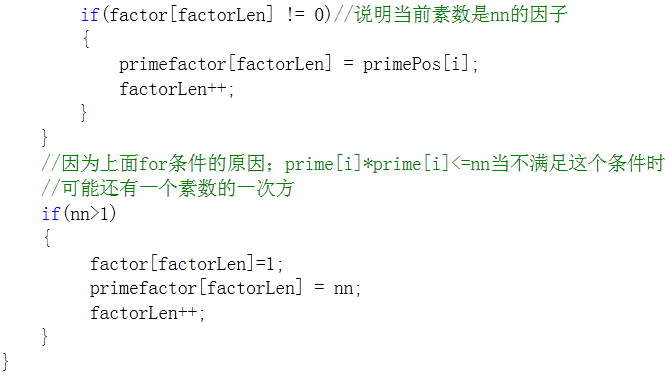 if(factor[factorLen] != 0)//说明当前素数是nn的因子
{
primefactor[factorLen] = primePos[i];
factorLen++;
}
}
//因为上面for条件的原因；prime[i]*prime[i]<=nn当不满足这个条件时
//可能还有一个素数的一次方
if(nn>1)
{
factor[factorLen]=1;
primefactor[factorLen] = nn;
factorLen++;
}
}